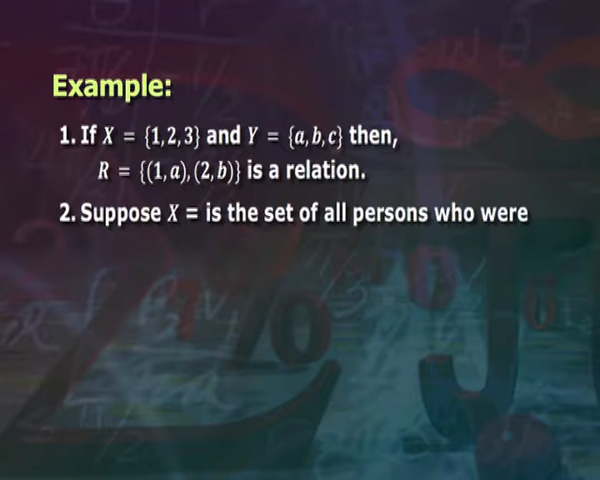 Example:
1. If X = {1,2,3} and Y = {a,b,c} then,
R = {(1,a),(2,b)} is a relation.
2. Suppose X = is the set of all persons who were